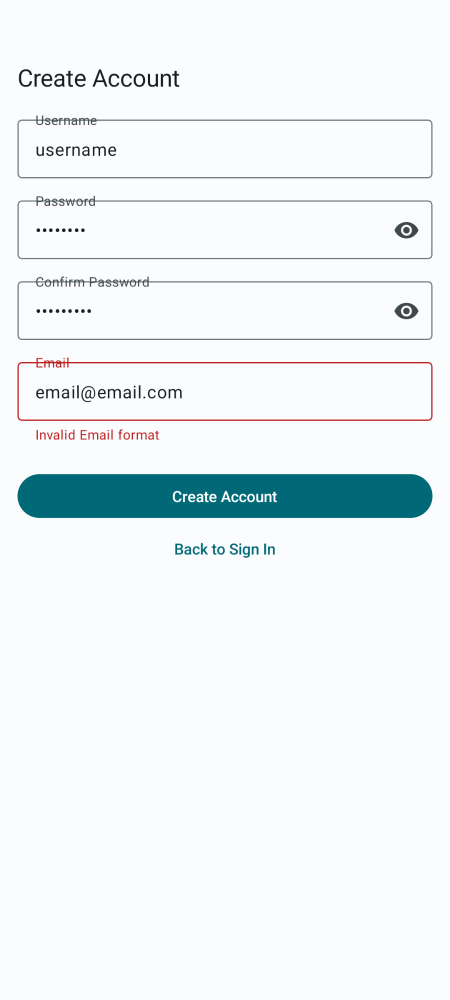 Create Account
Username
username
Password
••••••••
Confirm Password
•••••••••
Email
email@email.com
Invalid Email format
Create Account
Back to Sign In